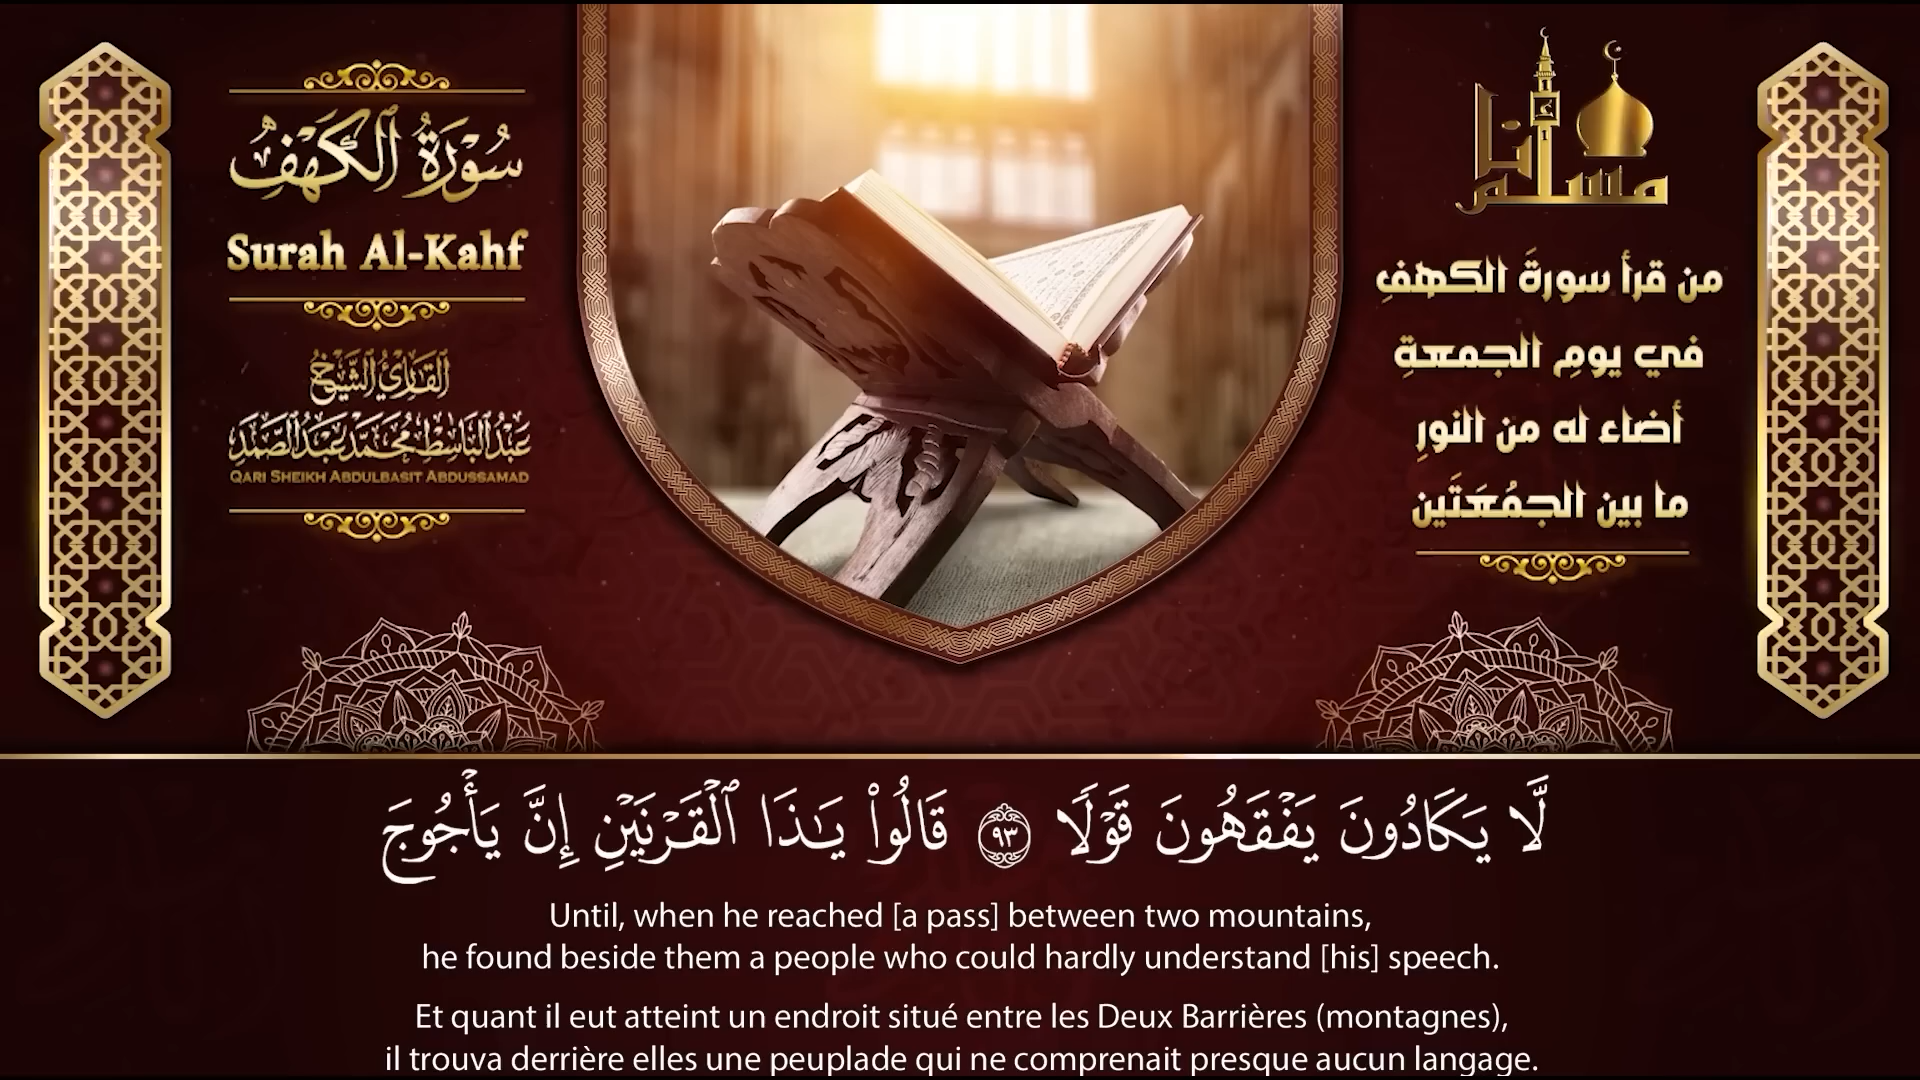 سُورَةُ الْكَهْفِ
Surah Al-Kahf
القارئ الشيخ
عبد الباسط محمد عبد الصمد
QARI SHEIKH ABDULBASIT ABDUSSAMAD
أنا
مسلم
من قرأ سورةَ الكهفِ
في يومِ الجمعةِ
أضاء له من النورِ
ما بين الجمُعَتَين
لَّا يَكَادُونَ يَفْقَهُونَ قَوْلًا ٩٣ قَالُوا۟ يَـٰذَا ٱلْقَرْنَيْنِ إِنَّ يَأْجُوجَ
Until, when he reached [a pass] between two mountains,
he found beside them a people who could hardly understand [his] speech.
Et quant il eut atteint un endroit situé entre les Deux Barrières (montagnes),
il trouva derrière elles une peuplade qui ne comprenait presque aucun langage.